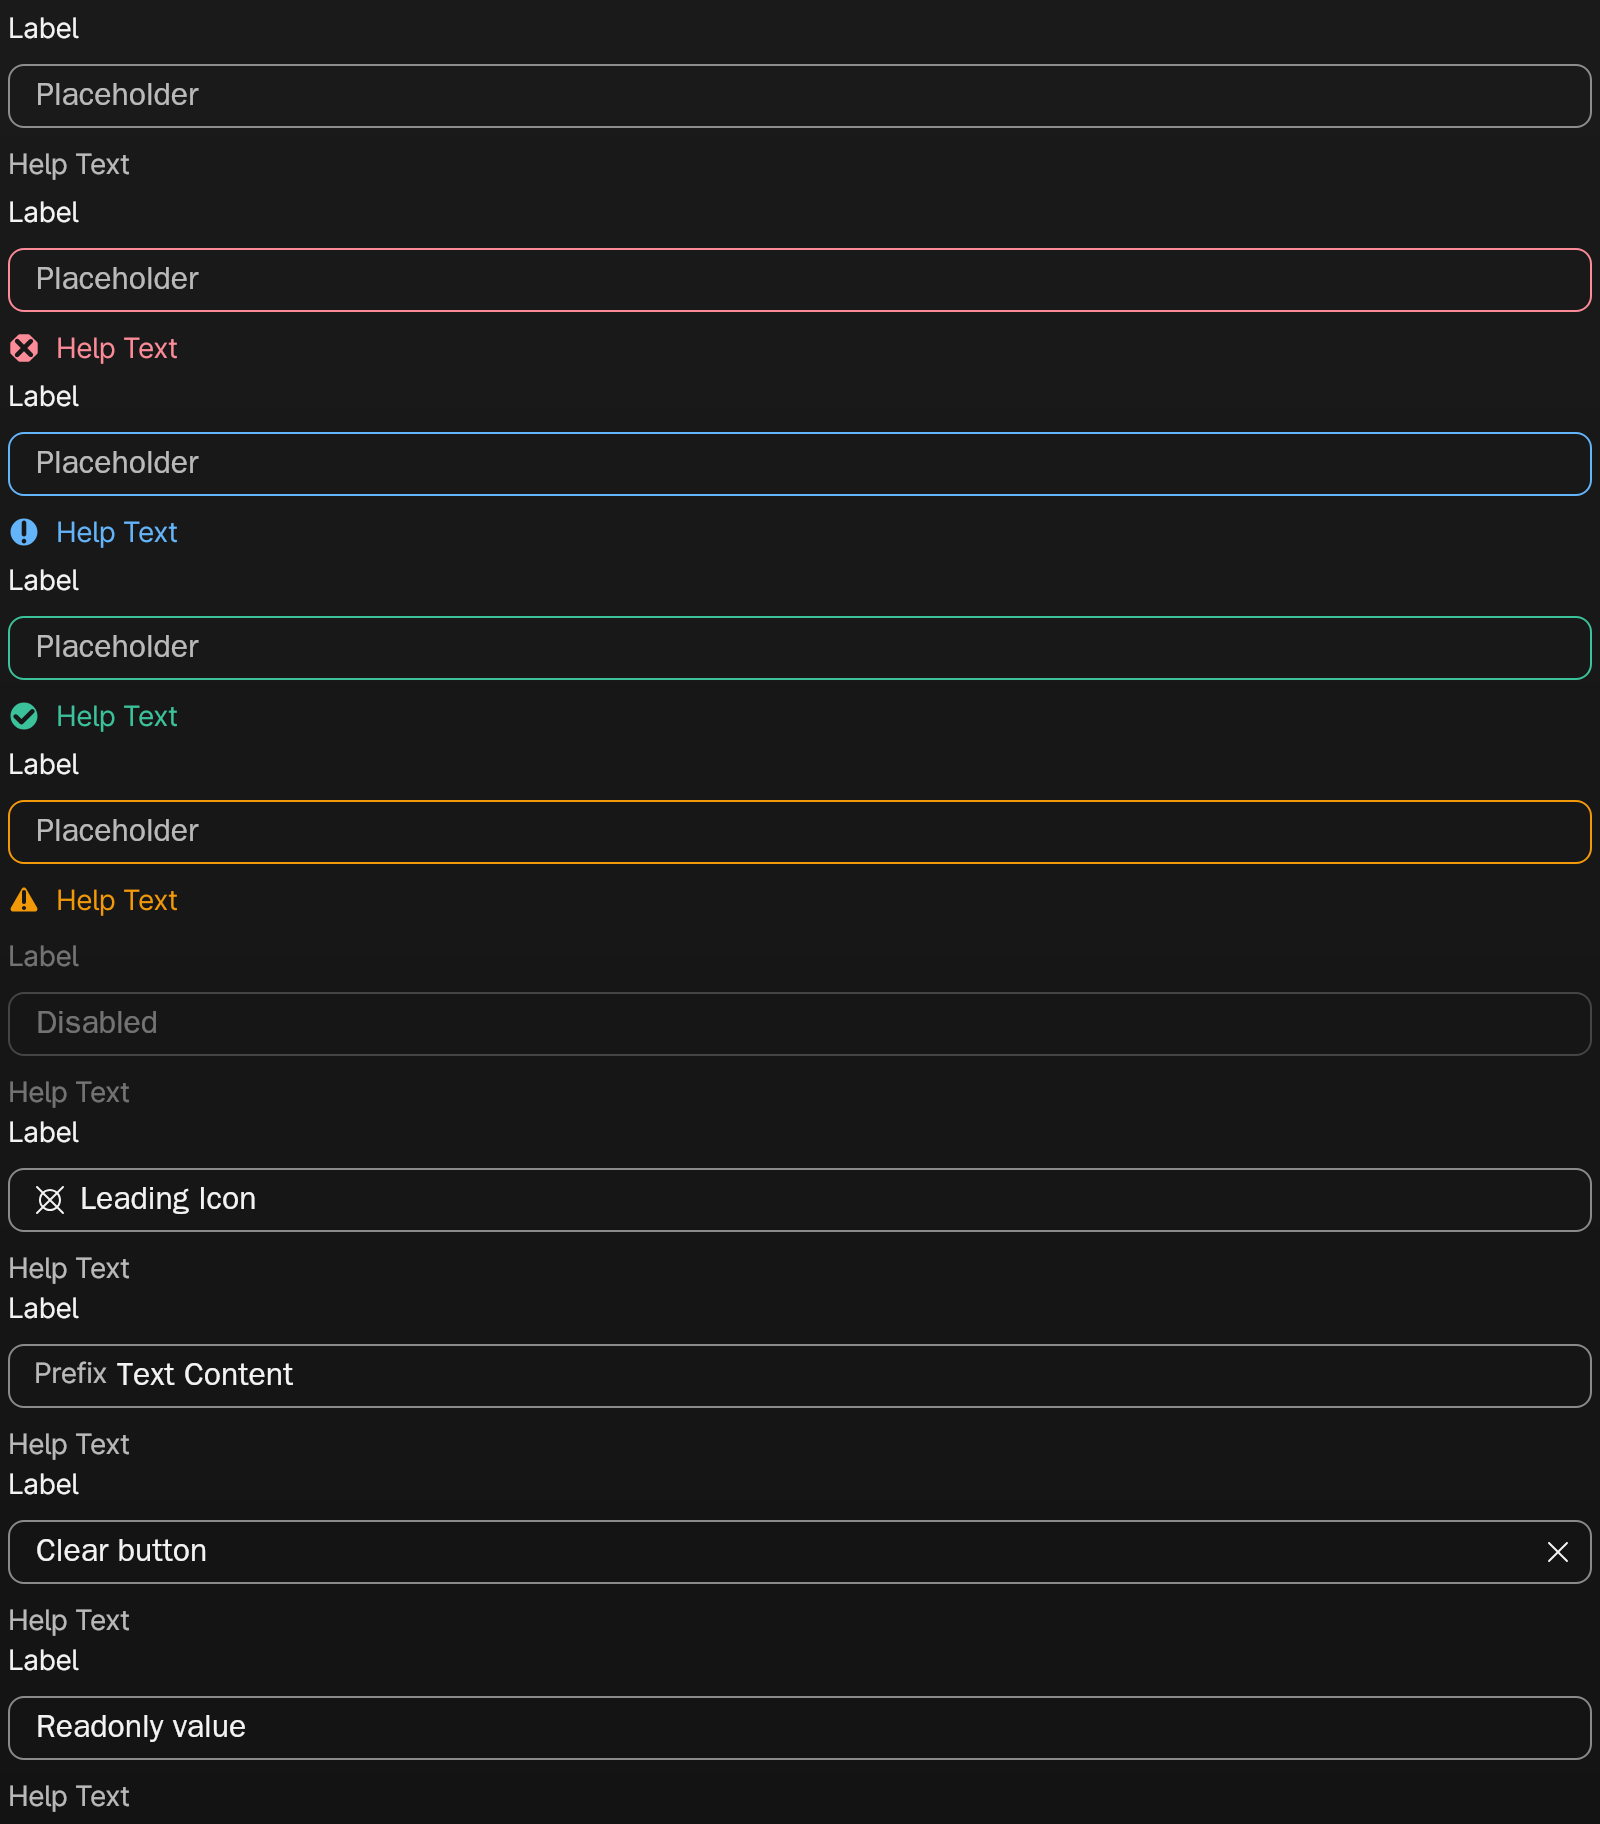 Label
Placeholder
Help Text
Label
Placeholder
Help Text
Label
Placeholder
Help Text
Label
Placeholder
Help Text
Label
Placeholder
Help Text
Label
Disabled
Help Text
Label
Leading Icon
Help Text
Label
Prefix Text Content
Help Text
Label
Clear button
Help Text
Label
Readonly value
Help Text